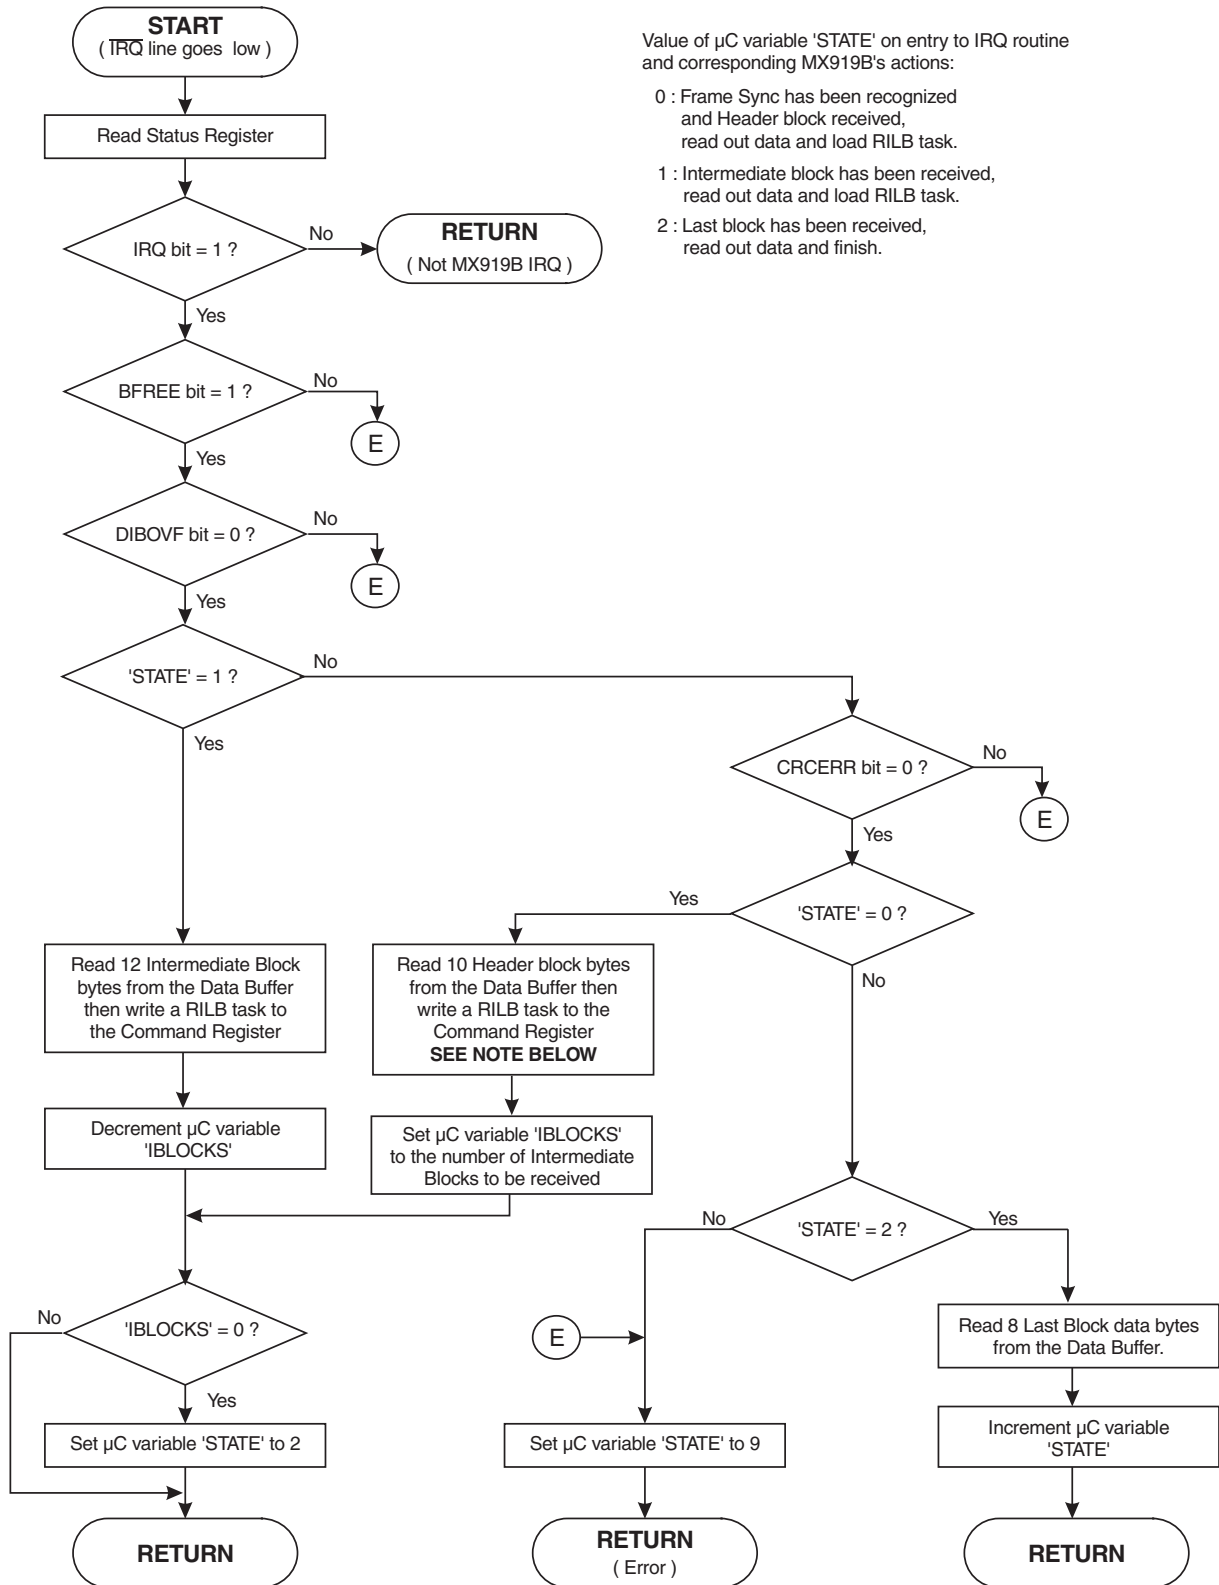 START
( IRQ line goes low )
Value of µC variable 'STATE' on entry to IRQ routine
and corresponding MX919B's actions:
0 : Frame Sync has been recognized
and Header block received,
read out data and load RILB task.
1 : Intermediate block has been received,
read out data and load RILB task.
2 : Last block has been received,
read out data and finish.
Read Status Register
IRQ bit = 1 ?
No
RETURN
( Not MX919B IRQ )
Yes
BFREE bit = 1 ?
No
E
Yes
DIBOVF bit = 0 ?
No
E
Yes
'STATE' = 1 ?
No
Yes
CRCERR bit = 0 ?
No
E
Yes
'STATE' = 0 ?
Yes
No
Read 12 Intermediate Block
bytes from the Data Buffer
then write a RILB task to
the Command Register
Read 10 Header block bytes
from the Data Buffer then
write a RILB task to the
Command Register
SEE NOTE BELOW
Decrement µC variable
'IBLOCKS'
Set µC variable 'IBLOCKS'
to the number of Intermediate
Blocks to be received
'STATE' = 2 ?
No
Yes
'IBLOCKS' = 0 ?
No
Yes
E
Read 8 Last Block data bytes
from the Data Buffer.
Set µC variable 'STATE' to 2
Set µC variable 'STATE' to 9
Increment µC variable
'STATE'
RETURN
RETURN
( Error )
RETURN